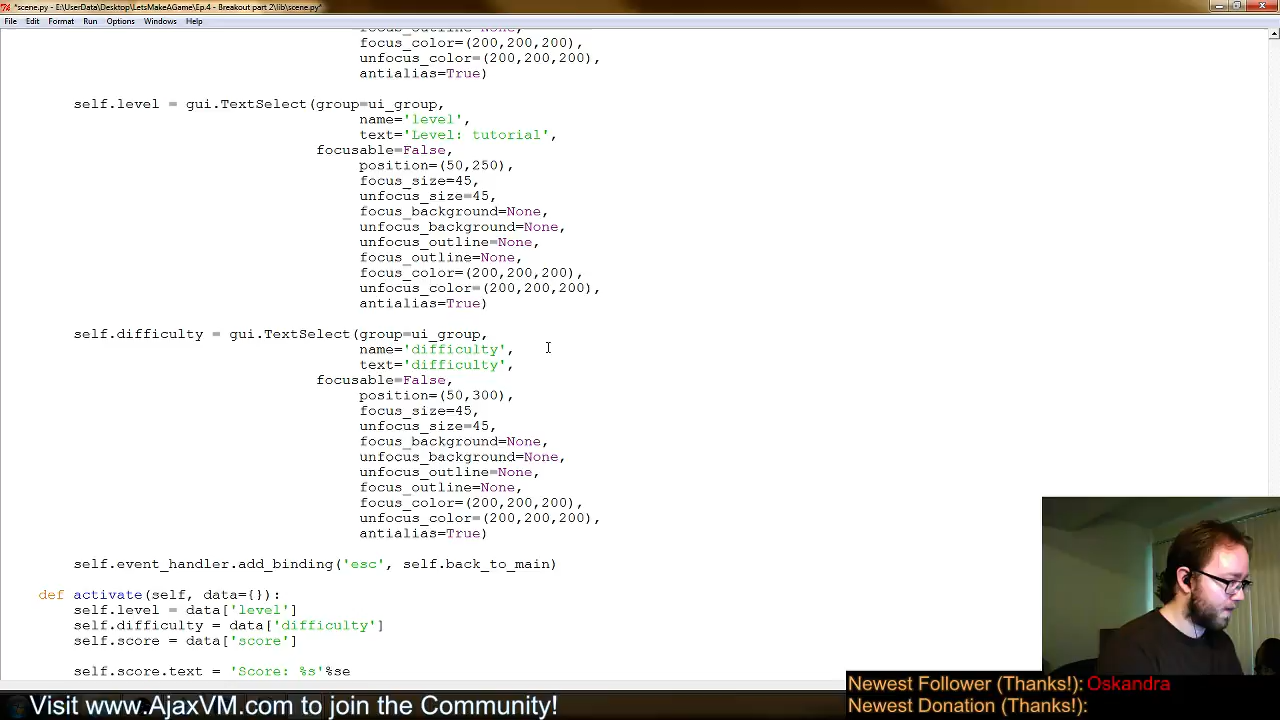 *scene.py - E:\UserData\Desktop\LetsMakeAGame\Ep.4 - Breakout part 2\lib\scene.py*
File Edit Format Run Options Windows Help
focus_outline=None,
focus_color=(200,200,200),
unfocus_color=(200,200,200),
antialias=True)
self.level = gui.TextSelect(group=ui_group,
name='level',
text='Level: tutorial',
focusable=False,
position=(50,250),
focus_size=45,
unfocus_size=45,
focus_background=None,
unfocus_background=None,
unfocus_outline=None,
focus_outline=None,
focus_color=(200,200,200),
unfocus_color=(200,200,200),
antialias=True)
self.difficulty = gui.TextSelect(group=ui_group,
name='difficulty',
text='difficulty',
focusable=False,
position=(50,300),
focus_size=45,
unfocus_size=45,
focus_background=None,
unfocus_background=None,
unfocus_outline=None,
focus_outline=None,
focus_color=(200,200,200),
unfocus_color=(200,200,200),
antialias=True)
self.event_handler.add_binding('esc', self.back_to_main)
def activate(self, data={}):
self.level = data['level']
self.difficulty = data['difficulty']
self.score = data['score']
self.score.text = 'Score: %s'%se
Visit www.AjaxVM.com to join the Community!
Newest Follower (Thanks!): Oskandra
Newest Donation (Thanks!):